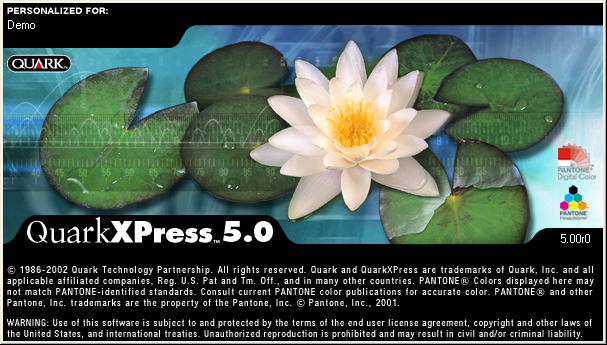 PERSONALIZED FOR:
Demo
QUARK™
PANTONE®
Digital Color
PANTONE®
Hexachrome®
QuarkXPress™ 5.0
5.00r0
© 1986-2002 Quark Technology Partnership. All rights reserved. Quark and QuarkXPress are trademarks of Quark, Inc. and all
applicable affiliated companies, Reg. U.S. Pat and Tm. Off., and in many other countries. PANTONE® Colors displayed here may
not match PANTONE-identified standards. Consult current PANTONE color publications for accurate color. PANTONE® and other
Pantone, Inc. trademarks are the property of the Pantone, Inc. © Pantone, Inc., 2001.
WARNING: Use of this software is subject to and protected by the terms of the end user license agreement, copyright and other laws of
the United States, and international treaties. Unauthorized reproduction is prohibited and may result in civil and/or criminal liability.